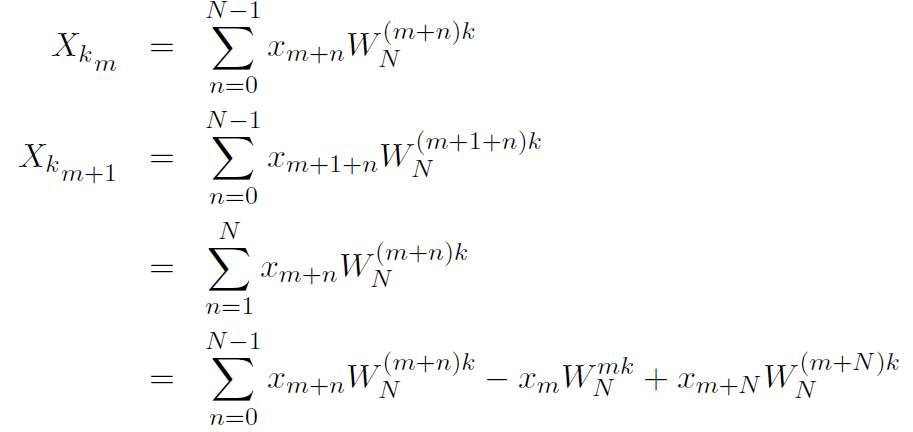 X_{k_m} = \sum_{n=0}^{N-1} x_{m+n} W_N^{(m+n)k}
X_{k_{m+1}} = \sum_{n=0}^{N-1} x_{m+1+n} W_N^{(m+1+n)k}
= \sum_{n=1}^{N} x_{m+n} W_N^{(m+n)k}
= \sum_{n=0}^{N-1} x_{m+n} W_N^{(m+n)k} - x_m W_N^{mk} + x_{m+N} W_N^{(m+N)k}